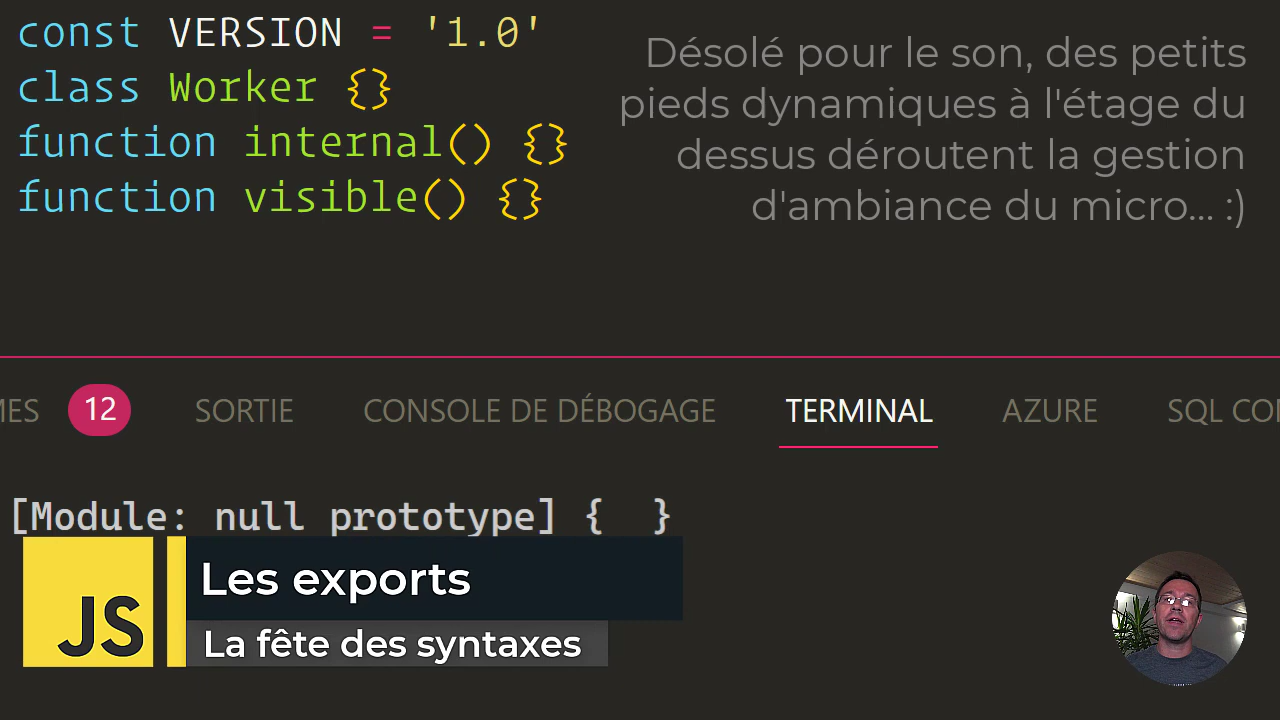 const VERSION = '1.0'
class Worker {}
function internal() {}
function visible() {}
Désolé pour le son, des petits
pieds dynamiques à l'étage du
dessus déroutent la gestion
d'ambiance du micro... :)
MES 12 SORTIE CONSOLE DE DÉBOGAGE TERMINAL AZURE SQL CON
[Module: null prototype] {  }
JS
Les exports
La fête des syntaxes